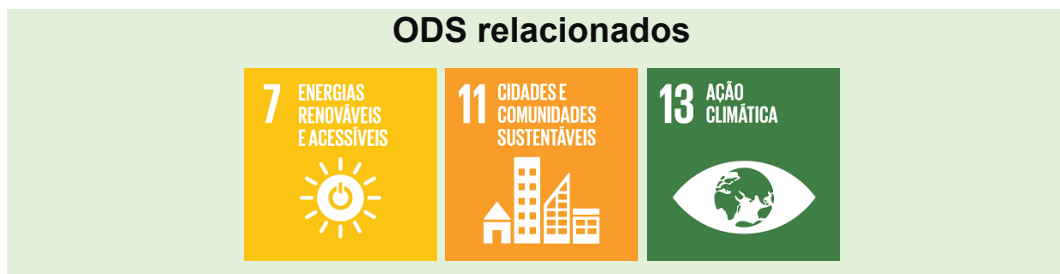 ODS relacionados
7 ENERGIAS
RENOVÁVEIS
E ACESSÍVEIS
11 CIDADES E
COMUNIDADES
SUSTENTÁVEIS
13 AÇÃO
CLIMÁTICA